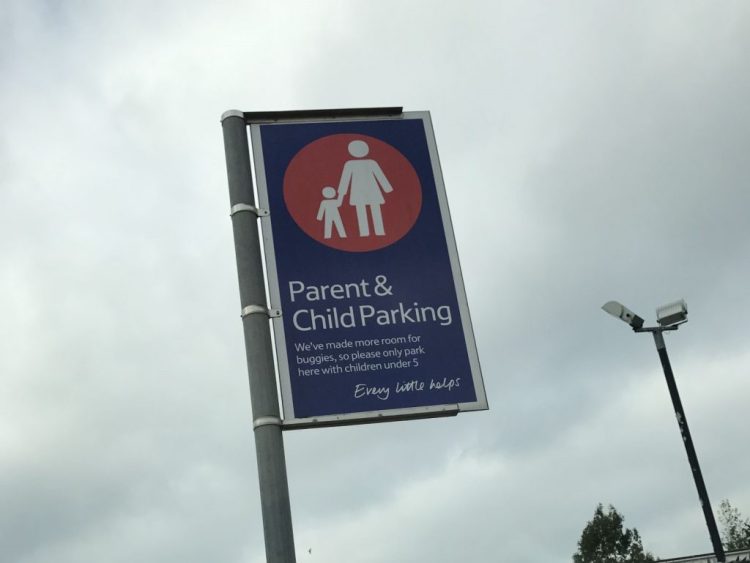 Parent &
Child Parking
We've made more room for
buggies, so please only park
here with children under 5
Every little helps